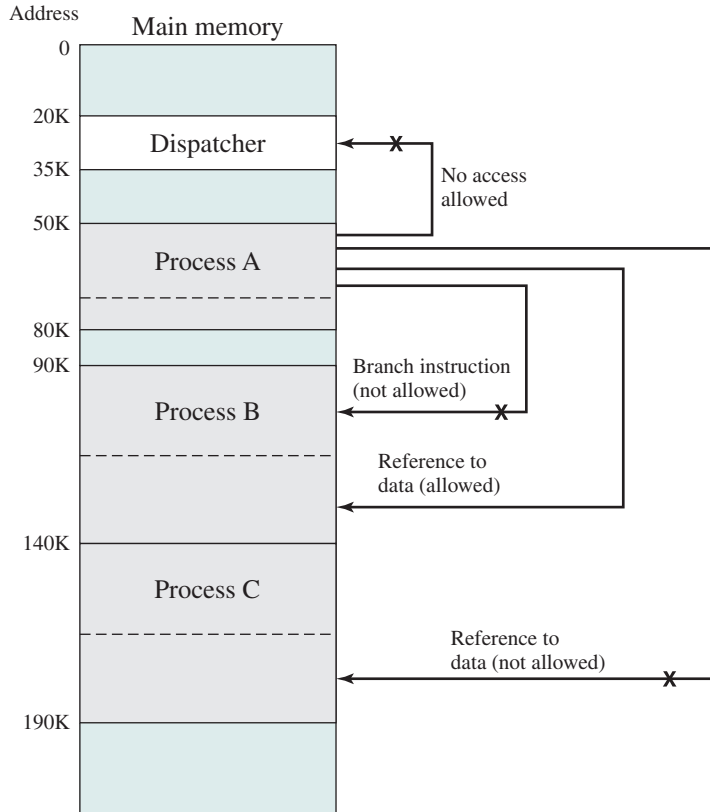 Address
Main memory
0
20K
Dispatcher
35K
No access
allowed
50K
Process A
80K
90K
Branch instruction
(not allowed)
Process B
Reference to
data (allowed)
140K
Process C
Reference to
data (not allowed)
190K